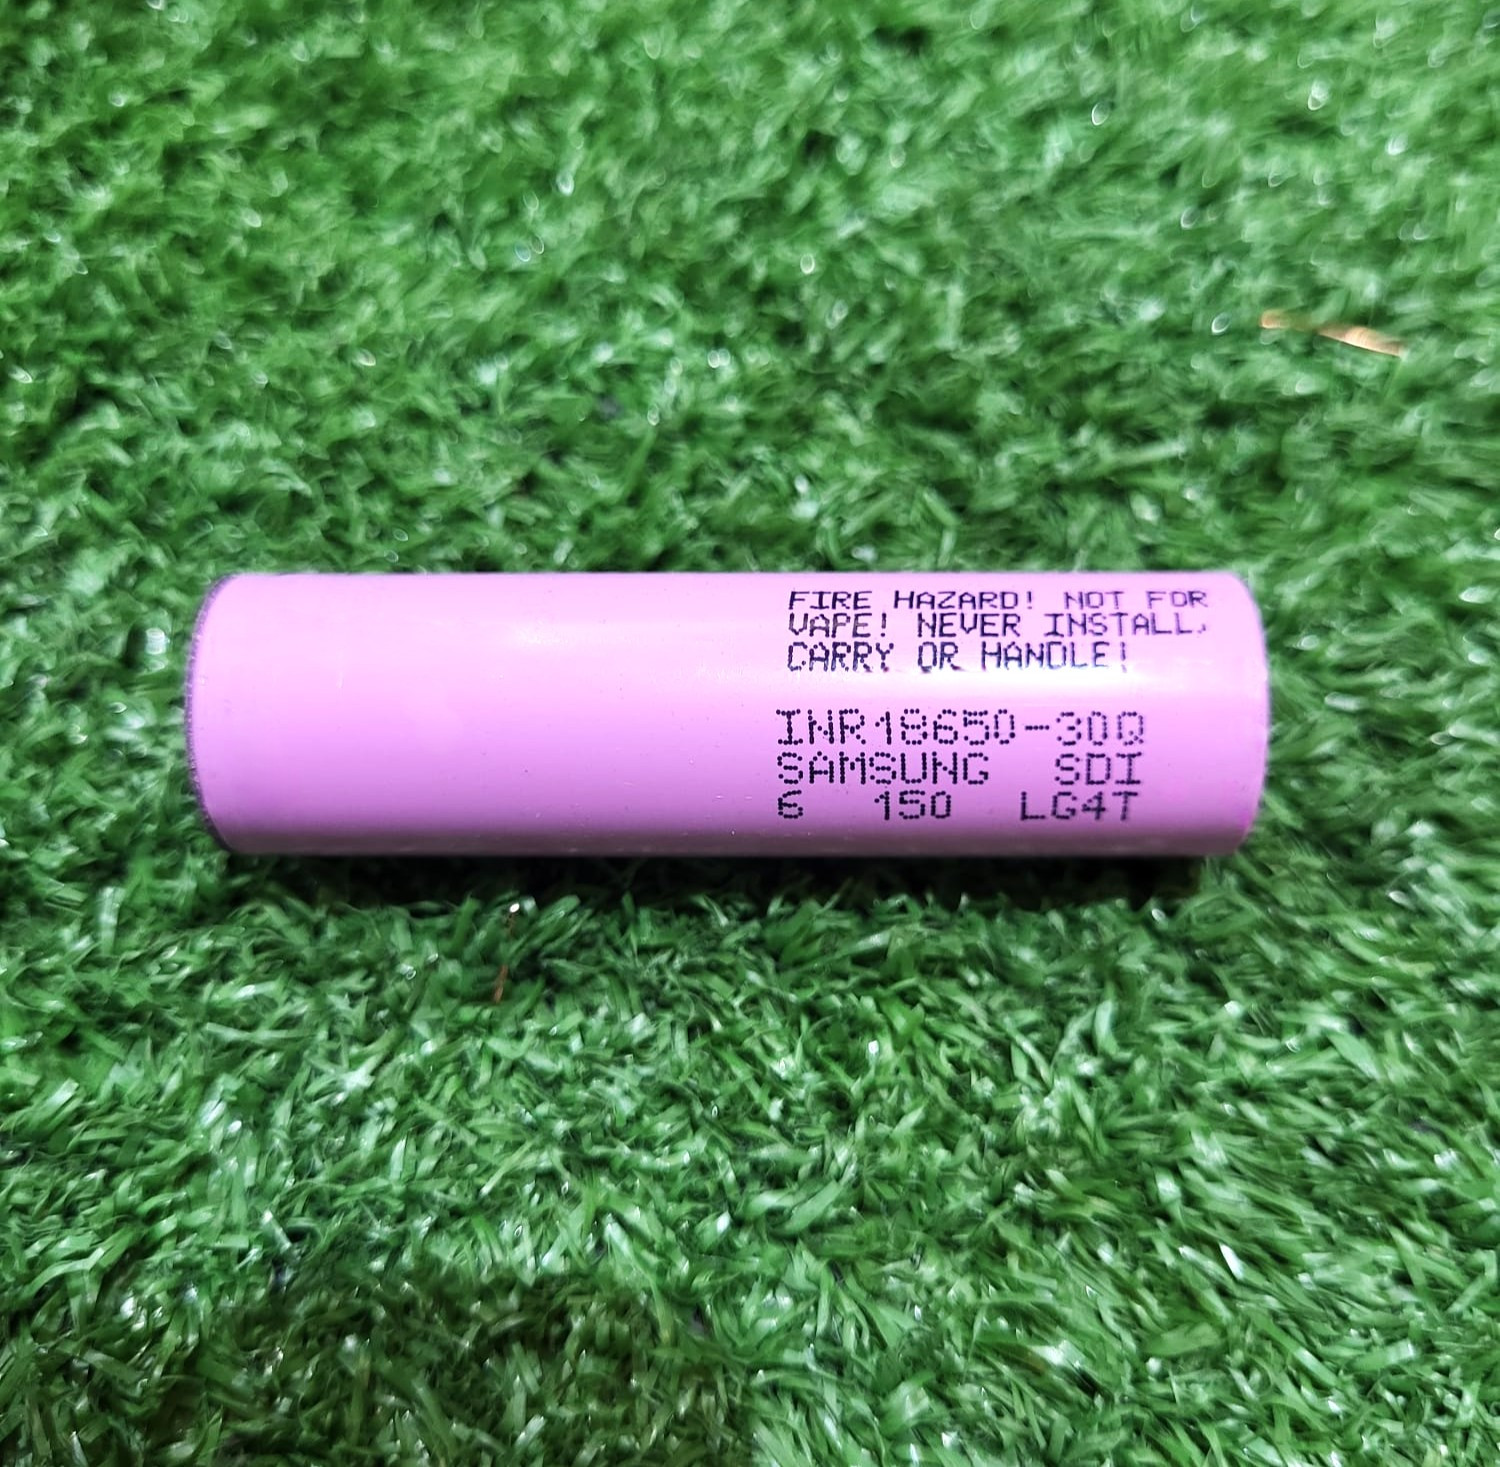 FIRE HAZARD! NOT FOR
VAPE! NEVER INSTALL,
CARRY OR HANDLE!
INR18650-30Q
SAMSUNG SDI
6 150 LG4T